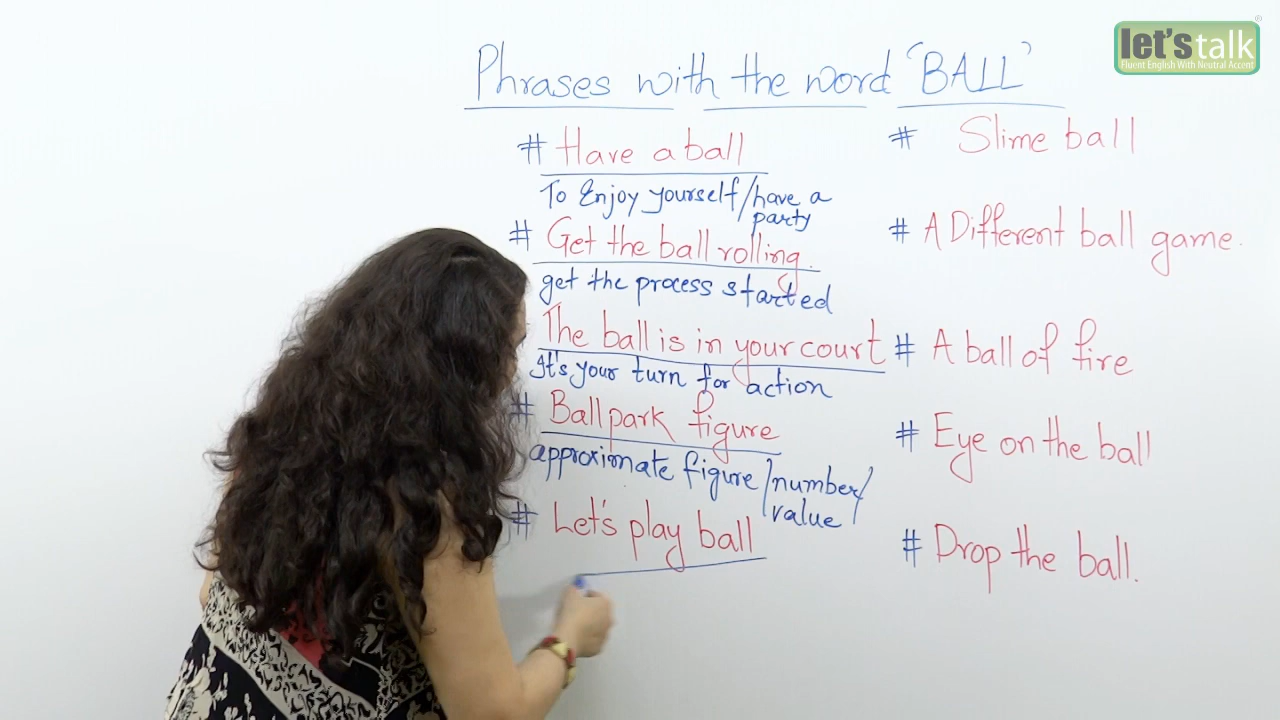 let's talk
Fluent English With Neutral Accent
Phrases with the word 'BALL'
# Have a ball
To Enjoy yourself/have a
party
# Get the ball rolling.
get the process started
The ball is in your court
It's your turn for action
# Ballpark figure
approximate figure/number/
value
# Let's play ball
# Slime ball
# A Different ball game.
# A ball of fire
# Eye on the ball
# Drop the ball.